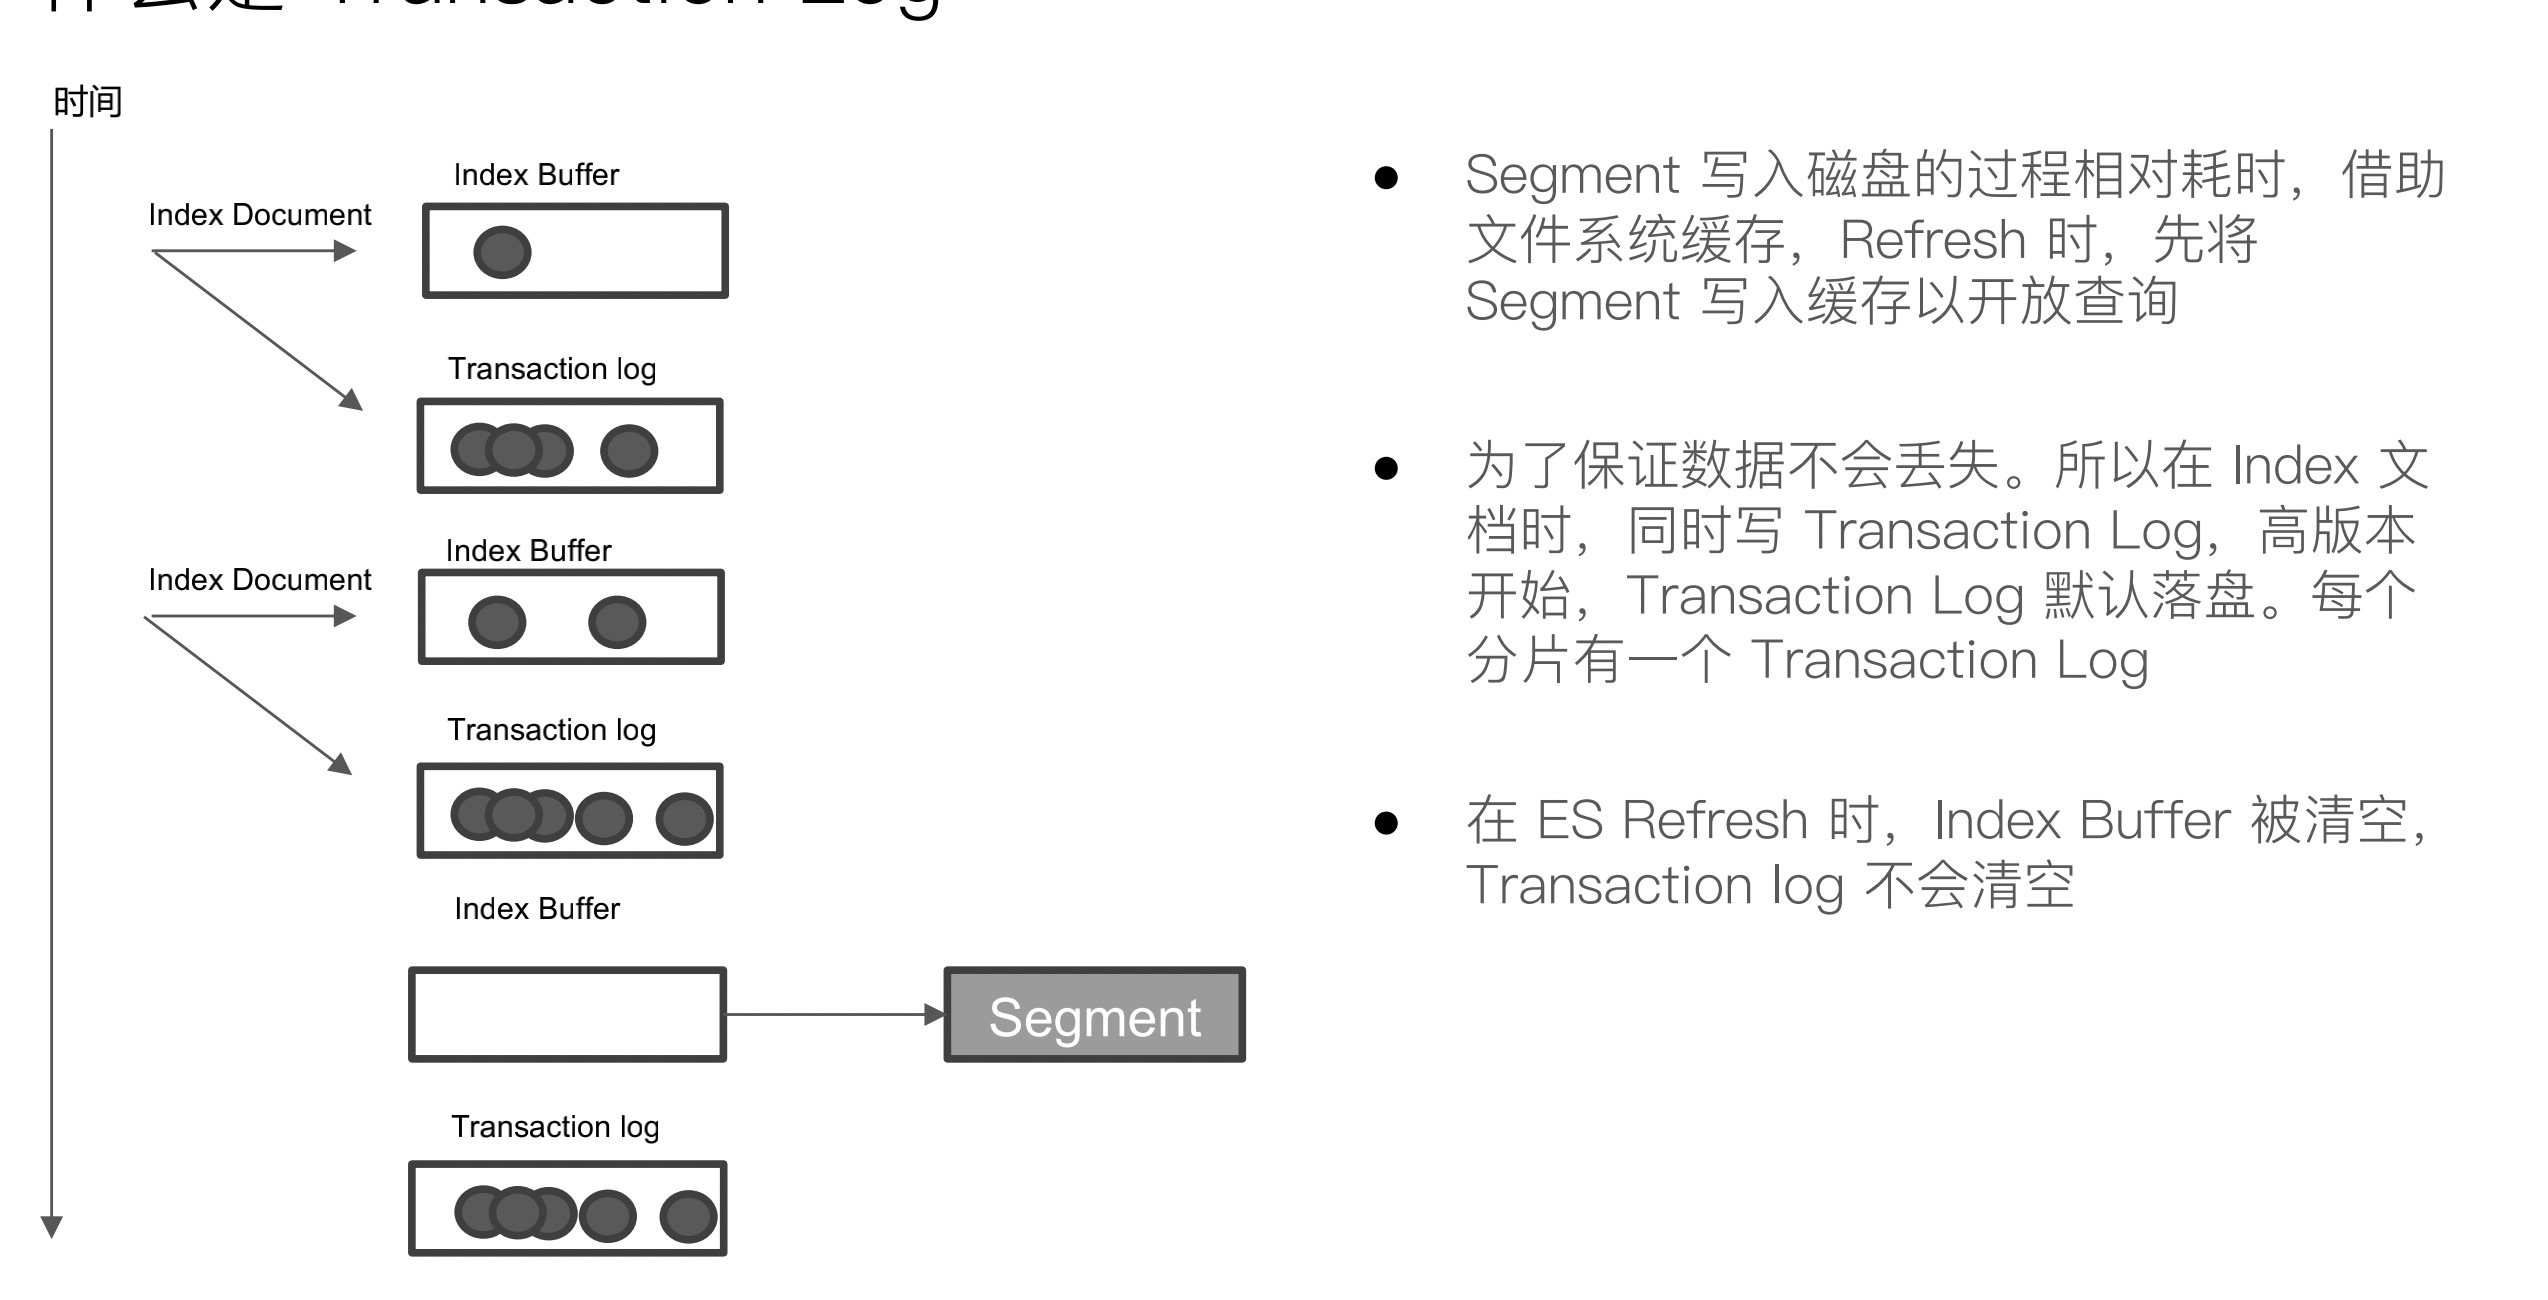 什么是 Transaction Log
时间
Index Buffer
Index Document
Transaction log
Index Buffer
Index Document
Transaction log
Index Buffer
Segment
Transaction log
Segment 写入磁盘的过程相对耗时，借助
文件系统缓存，Refresh 时，先将
Segment 写入缓存以开放查询
为了保证数据不会丢失。所以在 Index 文
档时，同时写 Transaction Log，高版本
开始，Transaction Log 默认落盘。每个
分片有一个 Transaction Log
在 ES Refresh 时，Index Buffer 被清空，
Transaction log 不会清空